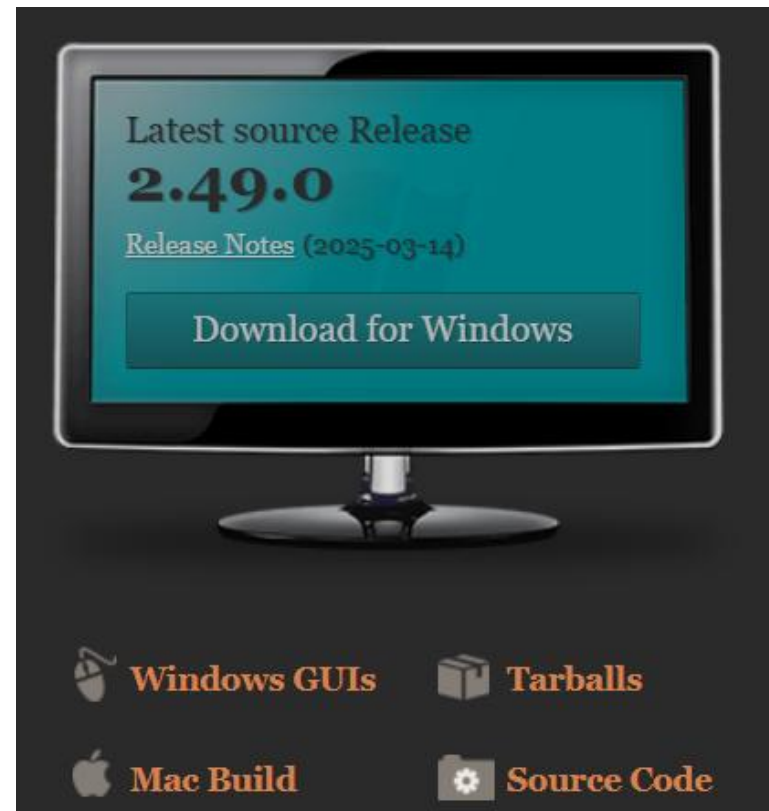 Latest source Release
2.49.0
Release Notes (2025-03-14)
Download for Windows
Windows GUIs
Tarballs
Mac Build
Source Code